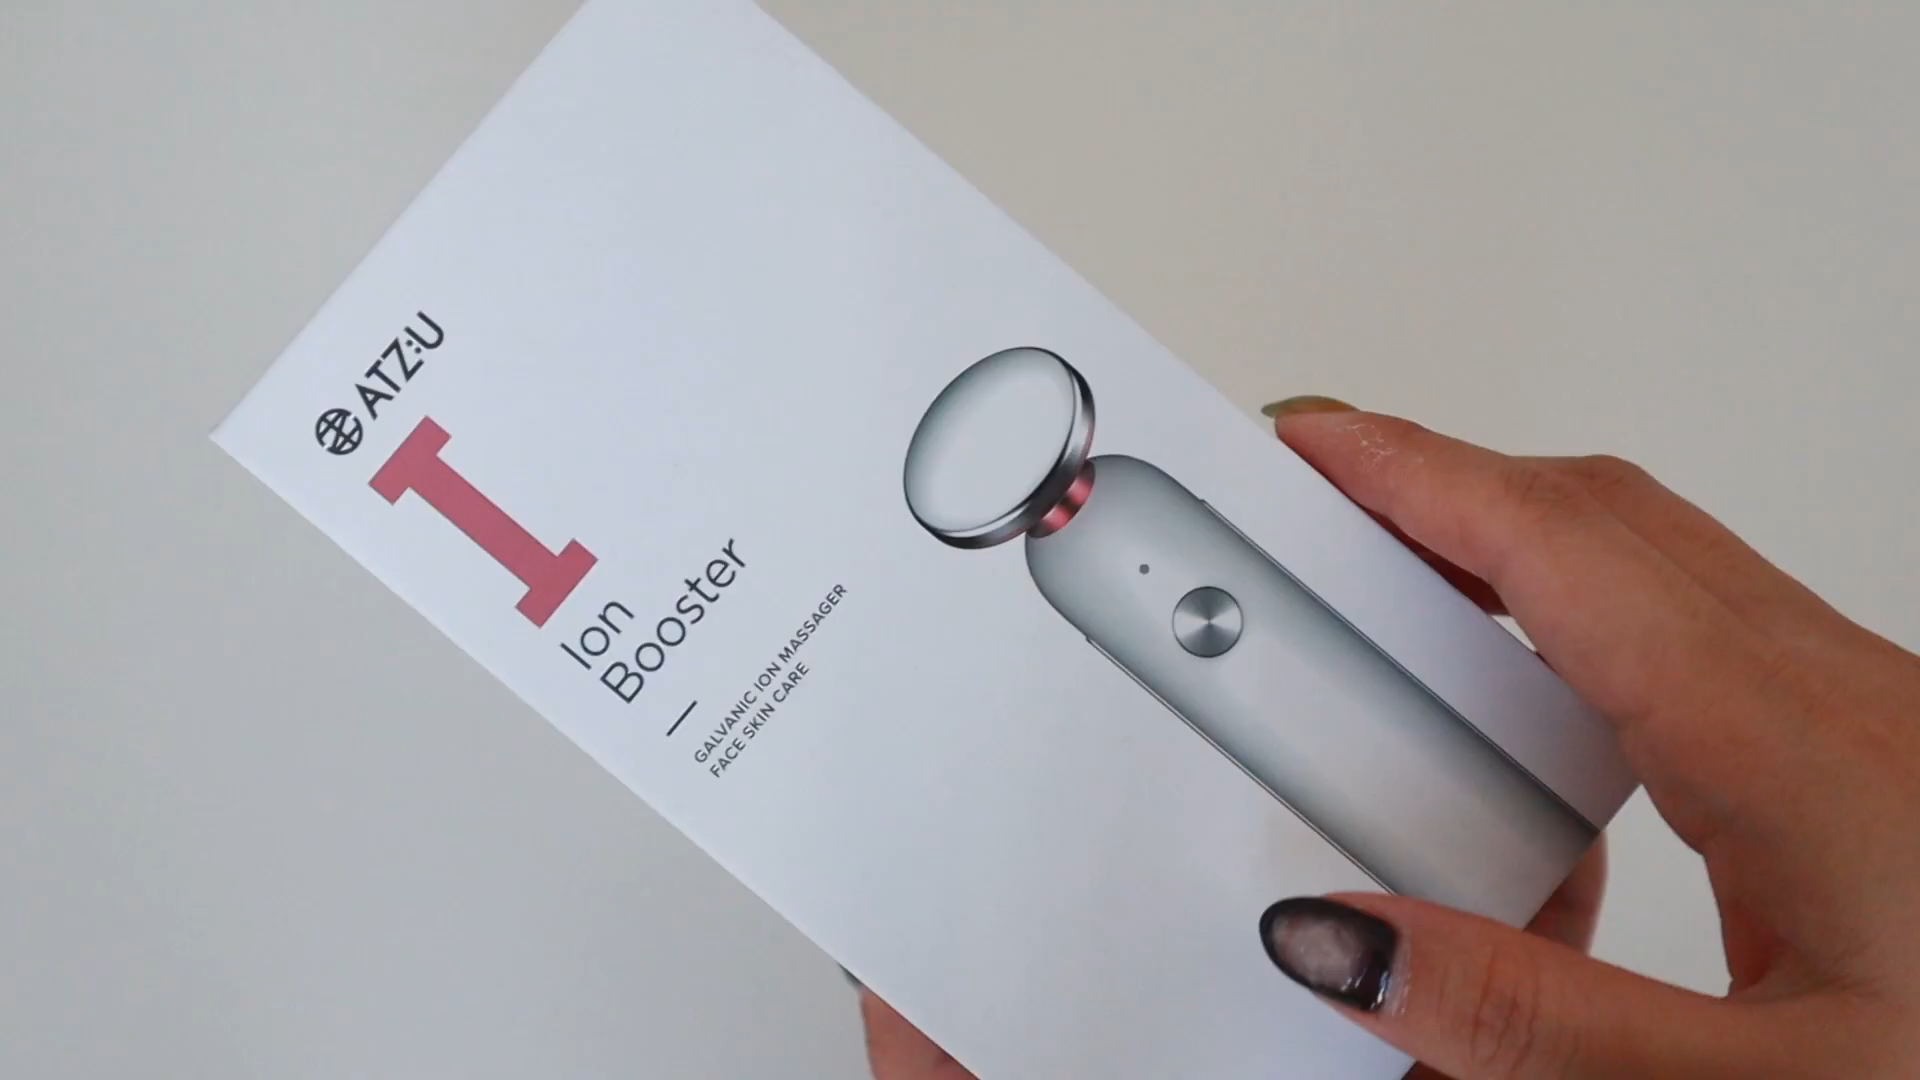 ATZ:U
I
Ion
Booster
GALVANIC ION MASSAGER
FACE SKIN CARE